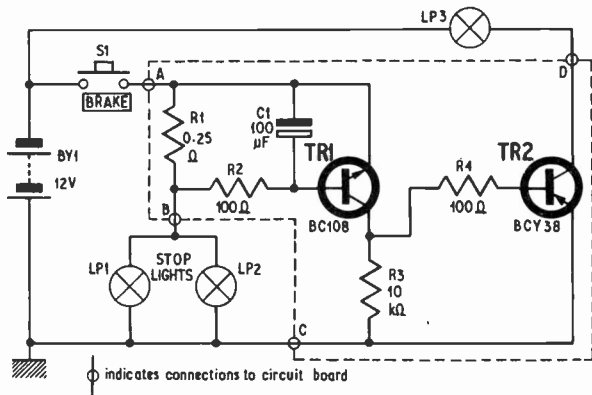 LP3
S1
BRAKE
A
D
R1
0.25
Ω
C1
100
µF
TR1
TR2
BY1
12V
R2
100Ω
R4
100Ω
BC108
BCY38
B
STOP
LIGHTS
LP1
LP2
R3
10
kΩ
C
indicates connections to circuit board